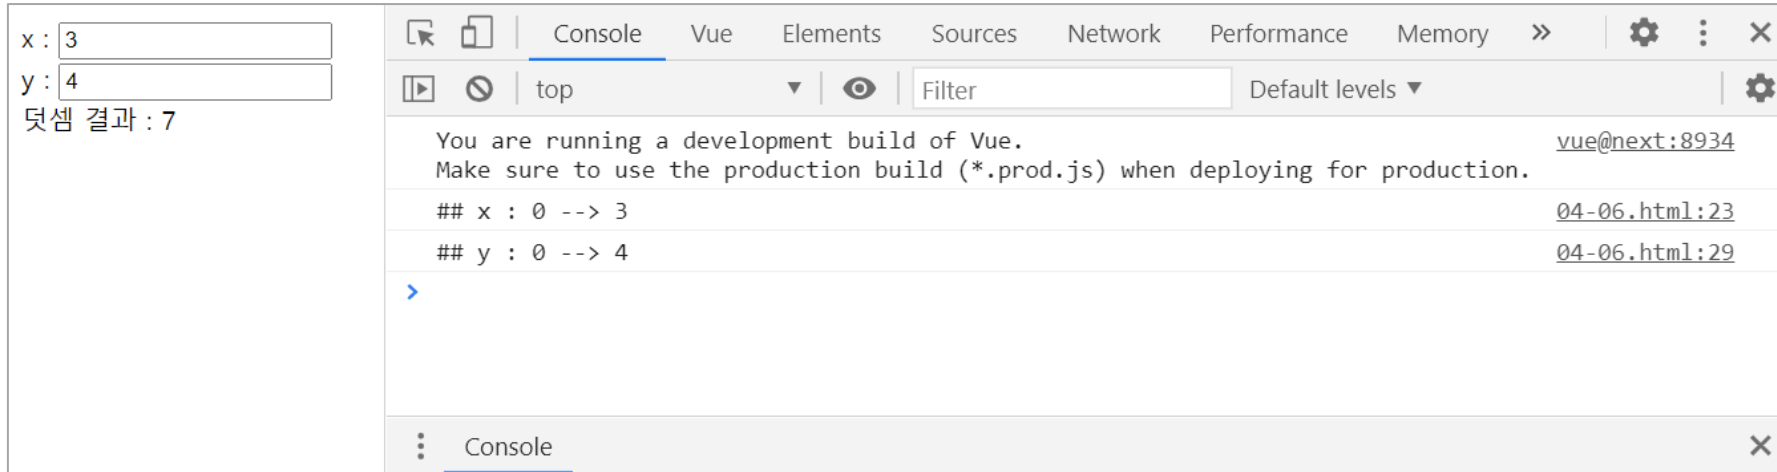 x : 3
y : 4
덧셈 결과 : 7
Console Vue Elements Sources Network Performance Memory »
top ▼ Filter Default levels ▼
You are running a development build of Vue. vue@next:8934
Make sure to use the production build (*.prod.js) when deploying for production.
## x : 0 --> 3 04-06.html:23
## y : 0 --> 4 04-06.html:29
>
Console